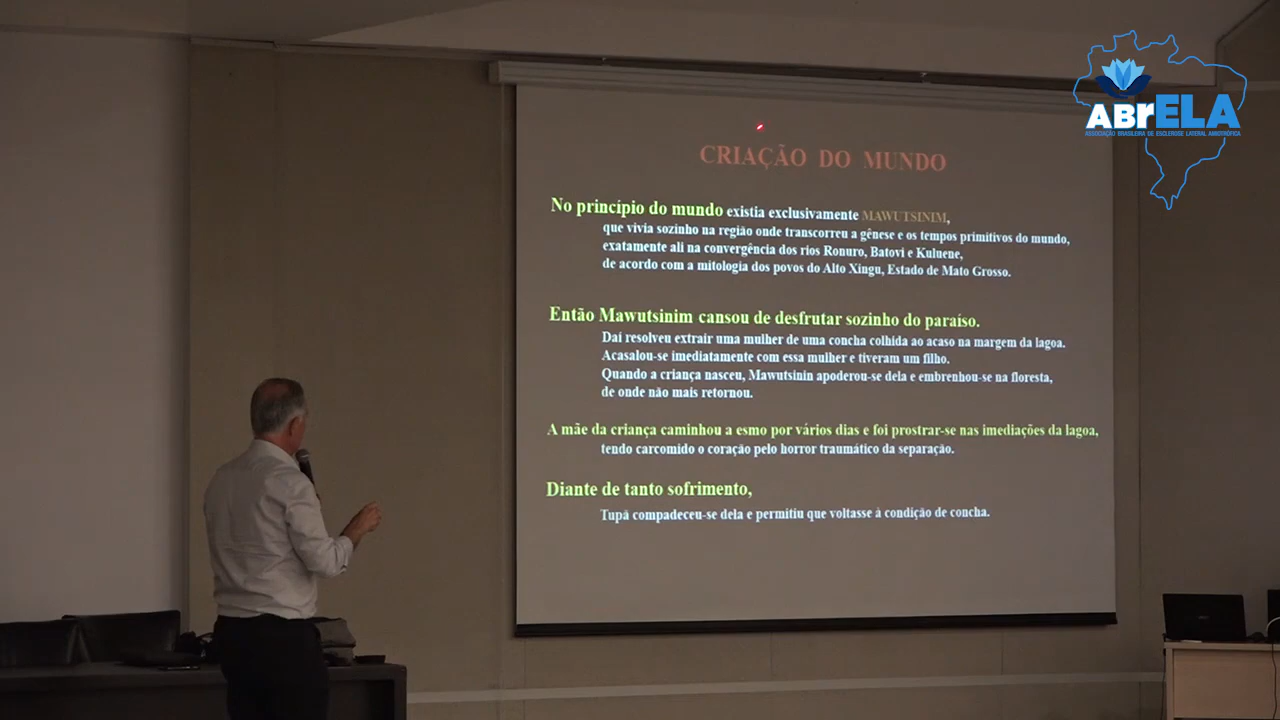 ABrELA
ASSOCIAÇÃO BRASILEIRA DE ESCLEROSE LATERAL AMIOTRÓFICA
CRIAÇÃO DO MUNDO
No princípio do mundo existia exclusivamente MAWUTSINIM,
que vivia sozinho na região onde transcorreu a gênese e os tempos primitivos do mundo,
exatamente ali na convergência dos rios Ronuro, Batovi e Kuluene,
de acordo com a mitologia dos povos do Alto Xingu, Estado de Mato Grosso.
Então Mawutsinim cansou de desfrutar sozinho do paraíso.
Daí resolveu extrair uma mulher de uma concha colhida ao acaso na margem da lagoa.
Acasalou-se imediatamente com essa mulher e tiveram um filho.
Quando a criança nasceu, Mawutsinin apoderou-se dela e embrenhou-se na floresta,
de onde não mais retornou.
A mãe da criança caminhou a esmo por vários dias e foi prostrar-se nas imediações da lagoa,
tendo carcomido o coração pelo horror traumático da separação.
Diante de tanto sofrimento,
Tupã compadeceu-se dela e permitiu que voltasse à condição de concha.